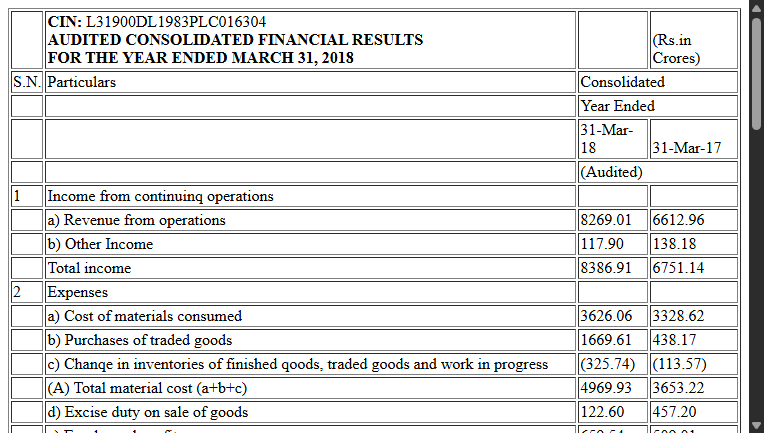 CIN: L31900DL1983PLC016304
AUDITED CONSOLIDATED FINANCIAL RESULTS
FOR THE YEAR ENDED MARCH 31, 2018
(Rs.in
Crores)
S.N. Particulars Consolidated
Year Ended
31-Mar-
18 31-Mar-17
(Audited)
1 Income from continuinq operations
a) Revenue from operations 8269.01 6612.96
b) Other Income 117.90 138.18
Total income 8386.91 6751.14
2 Expenses
a) Cost of materials consumed 3626.06 3328.62
b) Purchases of traded goods 1669.61 438.17
c) Chanqe in inventories of finished qoods, traded goods and work in progress (325.74) (113.57)
(A) Total material cost (a+b+c) 4969.93 3653.22
d) Excise duty on sale of goods 122.60 457.20